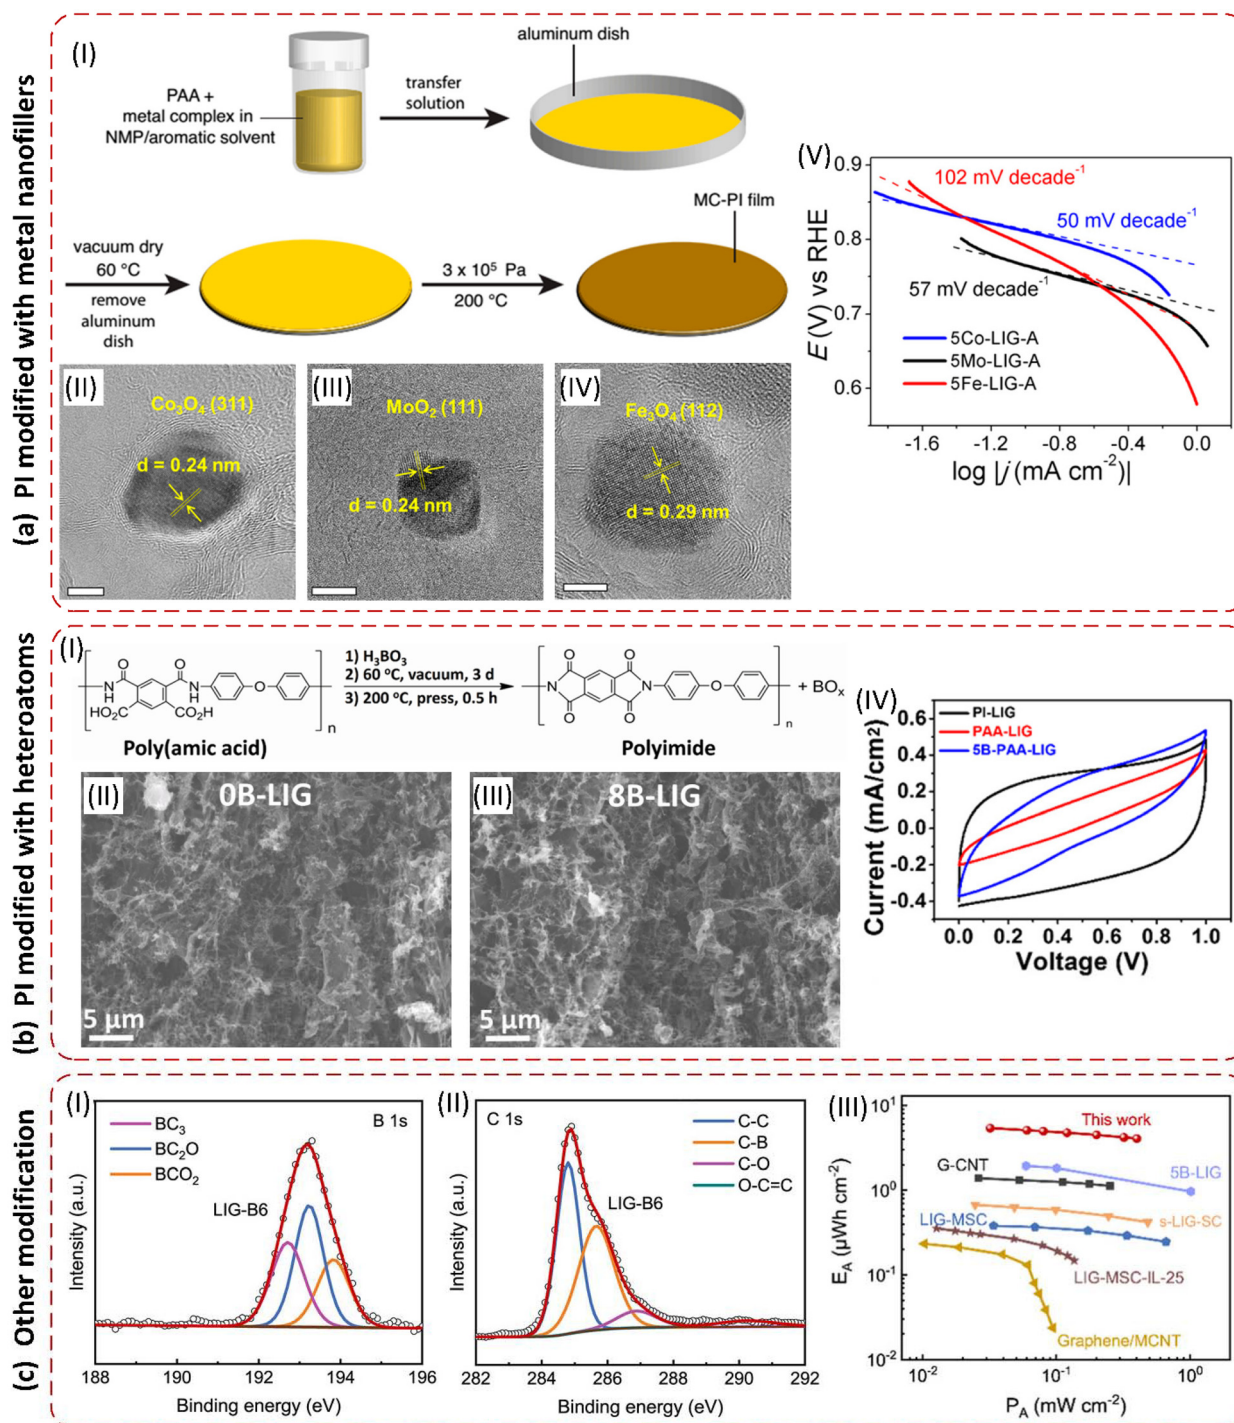 (a) PI modified with metal nanofillers
(I)
PAA +
metal complex in
NMP/aromatic solvent
transfer
solution
aluminum dish
vacuum dry
60 °C
remove
aluminum
dish
3 x 10⁵ Pa
200 °C
MC-PI film
(II)
Co₃O₄ (311)
d = 0.24 nm
(III)
MoO₂ (111)
d = 0.24 nm
(IV)
Fe₃O₄ (112)
d = 0.29 nm
(V)
E (V) vs RHE
0.9
0.8
0.7
0.6
102 mV decade⁻¹
50 mV decade⁻¹
57 mV decade⁻¹
5Co-LIG-A
5Mo-LIG-A
5Fe-LIG-A
-1.6 -1.2 -0.8 -0.4 0.0
log |j (mA cm⁻²)|
(b) PI modified with heteroatoms
(I)
O O
N H N H
O
HO₂C CO₂H
n
Poly(amic acid)
1) H₃BO₃
2) 60 °C, vacuum, 3 d
3) 200 °C, press, 0.5 h
O O
N N
O
O O
n
+ BOₓ
Polyimide
(II)
0B-LIG
5 μm
(III)
8B-LIG
5 μm
(IV)
Current (mA/cm²)
0.6
0.4
0.2
0.0
-0.2
-0.4
PI-LIG
PAA-LIG
5B-PAA-LIG
0.0 0.2 0.4 0.6 0.8 1.0
Voltage (V)
(c) Other modification
(I)
Intensity (a.u.)
BC₃
BC₂O
BCO₂
B 1s
LIG-B6
188 190 192 194 196
Binding energy (eV)
(II)
Intensity (a.u.)
C 1s
C-C
C-B
C-O
O-C=C
LIG-B6
282 284 286 288 290 292
Binding energy (eV)
(III)
E_A (μWh cm⁻²)
10¹
10⁰
10⁻¹
10⁻²
This work
G-CNT
5B-LIG
LIG-MSC
s-LIG-SC
LIG-MSC-IL-25
Graphene/MCNT
10⁻² 10⁻¹ 10⁰
P_A (mW cm⁻²)